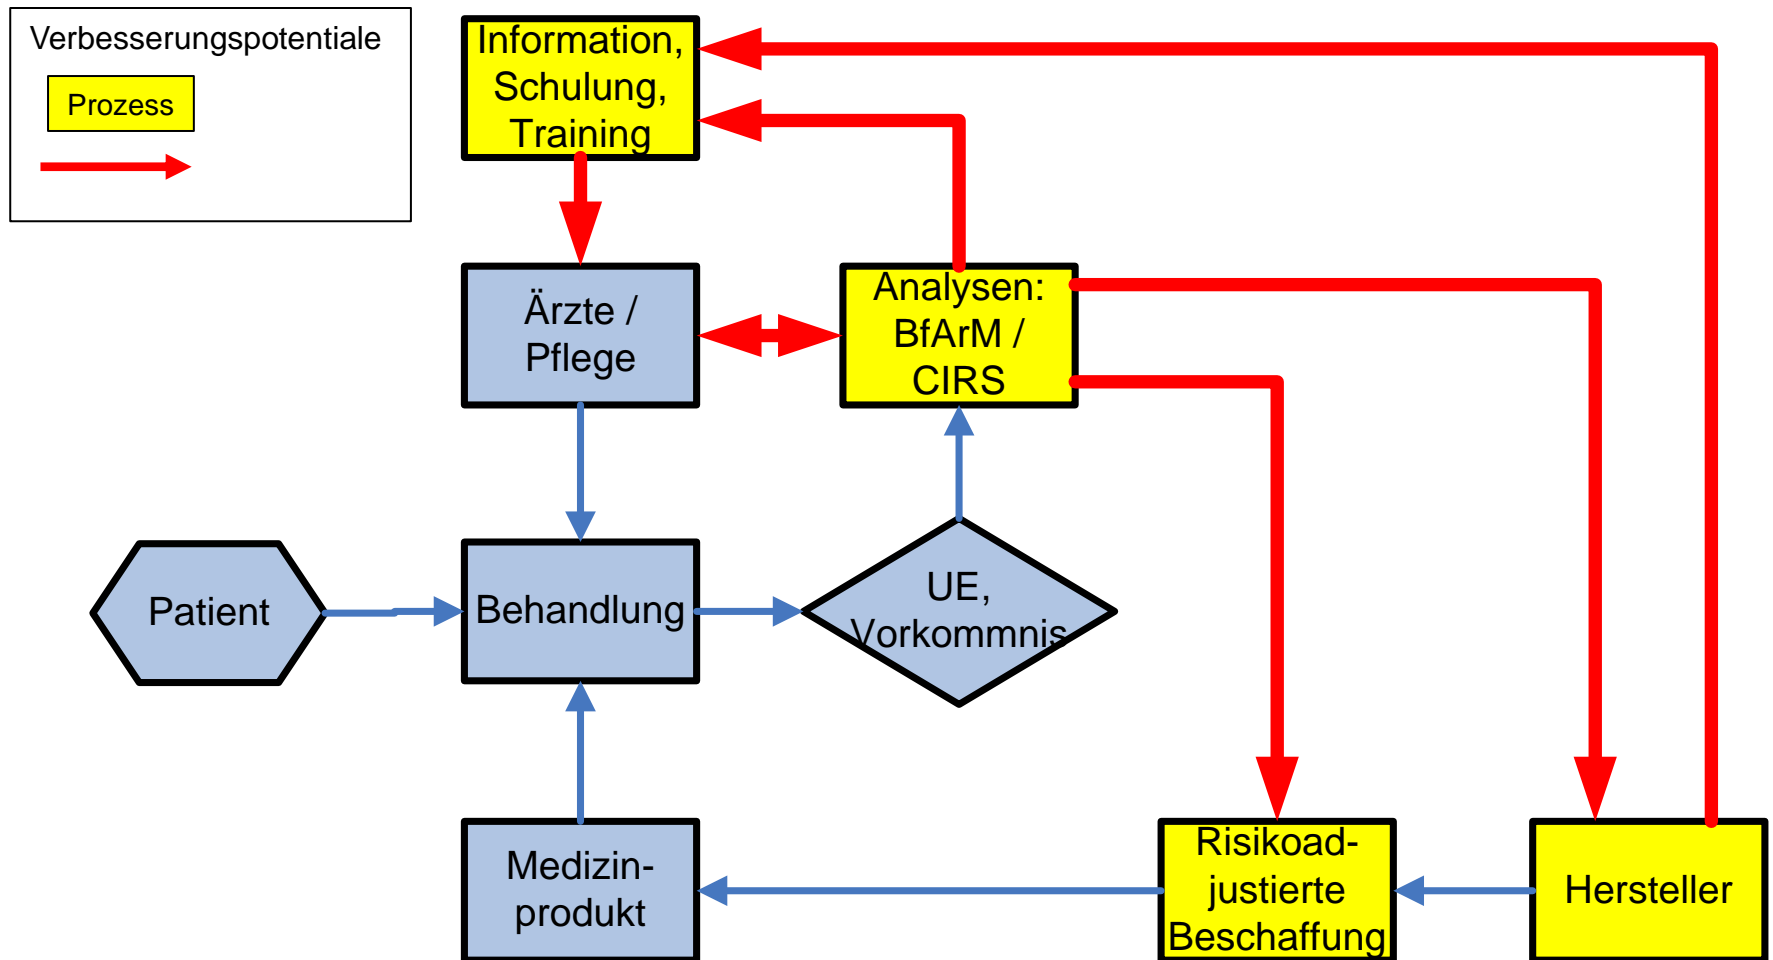 Verbesserungspotentiale
Prozess
Information,
Schulung,
Training
Ärzte /
Pflege
Analysen:
BfArM /
CIRS
Patient
Behandlung
UE,
Vorkommnis
Medizin-
produkt
Risikoad-
justierte
Beschaffung
Hersteller